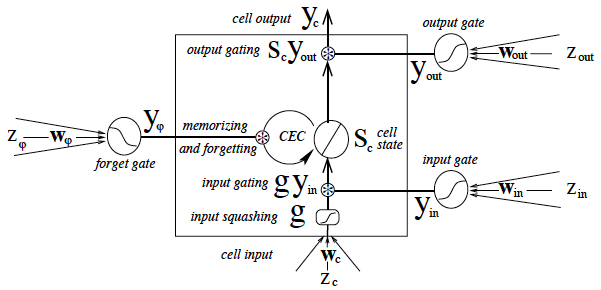 cell output y_c
output gate
output gating S_c y_out
w_out z_out
y_out
z_φ w_φ y_φ
memorizing
and forgetting
CEC
S_c cell
state
forget gate
input gate
input gating g y_in
w_in z_in
y_in
input squashing g
cell input w_c
z_c